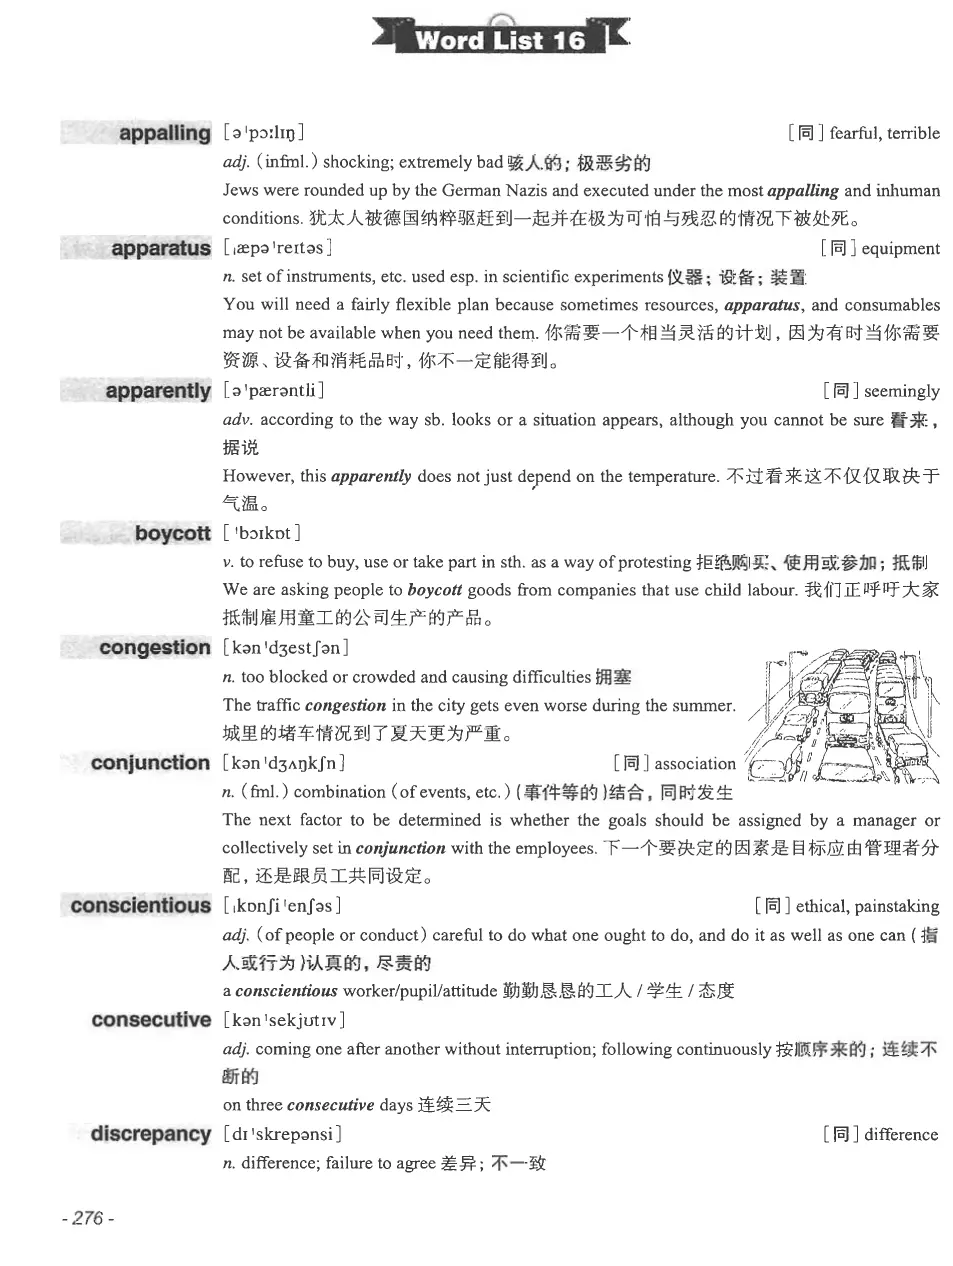 Word List 16
appalling [ə'pɔːlɪŋ] [同] fearful, terrible
adj. (infml.) shocking; extremely bad 骇人的；极恶劣的
Jews were rounded up by the German Nazis and executed under the most appalling and inhuman
conditions. 犹太人被德国纳粹驱赶到一起并在极为可怕与残忍的情况下被处死。
apparatus [ˌæpə'reɪtəs] [同] equipment
n. set of instruments, etc. used esp. in scientific experiments 仪器；设备；装置
You will need a fairly flexible plan because sometimes resources, apparatus, and consumables
may not be available when you need them. 你需要一个相当灵活的计划，因为有时当你需要
资源、设备和消耗品时，你不一定能得到。
apparently [ə'pærəntli] [同] seemingly
adv. according to the way sb. looks or a situation appears, although you cannot be sure 看来，
据说
However, this apparently does not just depend on the temperature. 不过看来这不仅仅取决于
气温。
boycott ['bɔɪkɒt]
v. to refuse to buy, use or take part in sth. as a way of protesting 拒绝购买、使用或参加；抵制
We are asking people to boycott goods from companies that use child labour. 我们正呼吁大家
抵制雇用童工的公司生产的产品。
congestion [kən'dʒestʃən]
n. too blocked or crowded and causing difficulties 拥塞
The traffic congestion in the city gets even worse during the summer.
城里的堵车情况到了夏天更为严重。
conjunction [kən'dʒʌŋkʃn] [同] association
n. (fml.) combination (of events, etc.) (事件等的)结合，同时发生
The next factor to be determined is whether the goals should be assigned by a manager or
collectively set in conjunction with the employees. 下一个要决定的因素是目标应由管理者分
配，还是跟员工共同设定。
conscientious [ˌkɒnʃi'enʃəs] [同] ethical, painstaking
adj. (of people or conduct) careful to do what one ought to do, and do it as well as one can (指
人或行为)认真的，尽责的
a conscientious worker/pupil/attitude 勤勤恳恳的工人 / 学生 / 态度
consecutive [kən'sekjʊtɪv]
adj. coming one after another without interruption; following continuously 按顺序来的；连续不
断的
on three consecutive days 连续三天
discrepancy [dɪ'skrepənsi] [同] difference
n. difference; failure to agree 差异；不一致
- 276 -